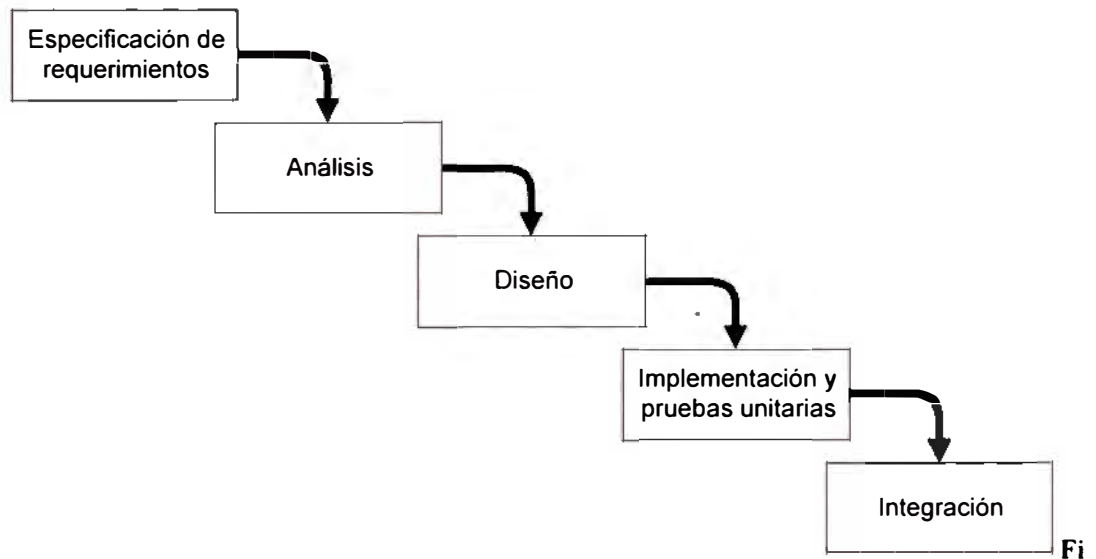 Especificación de
requerimientos
Análisis
Diseño
Implementación y
pruebas unitarias
Integración
Fi